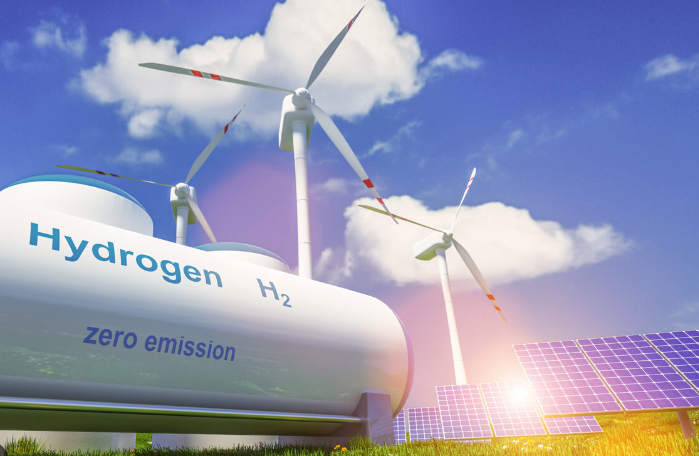 Hydrogen H₂
zero emission